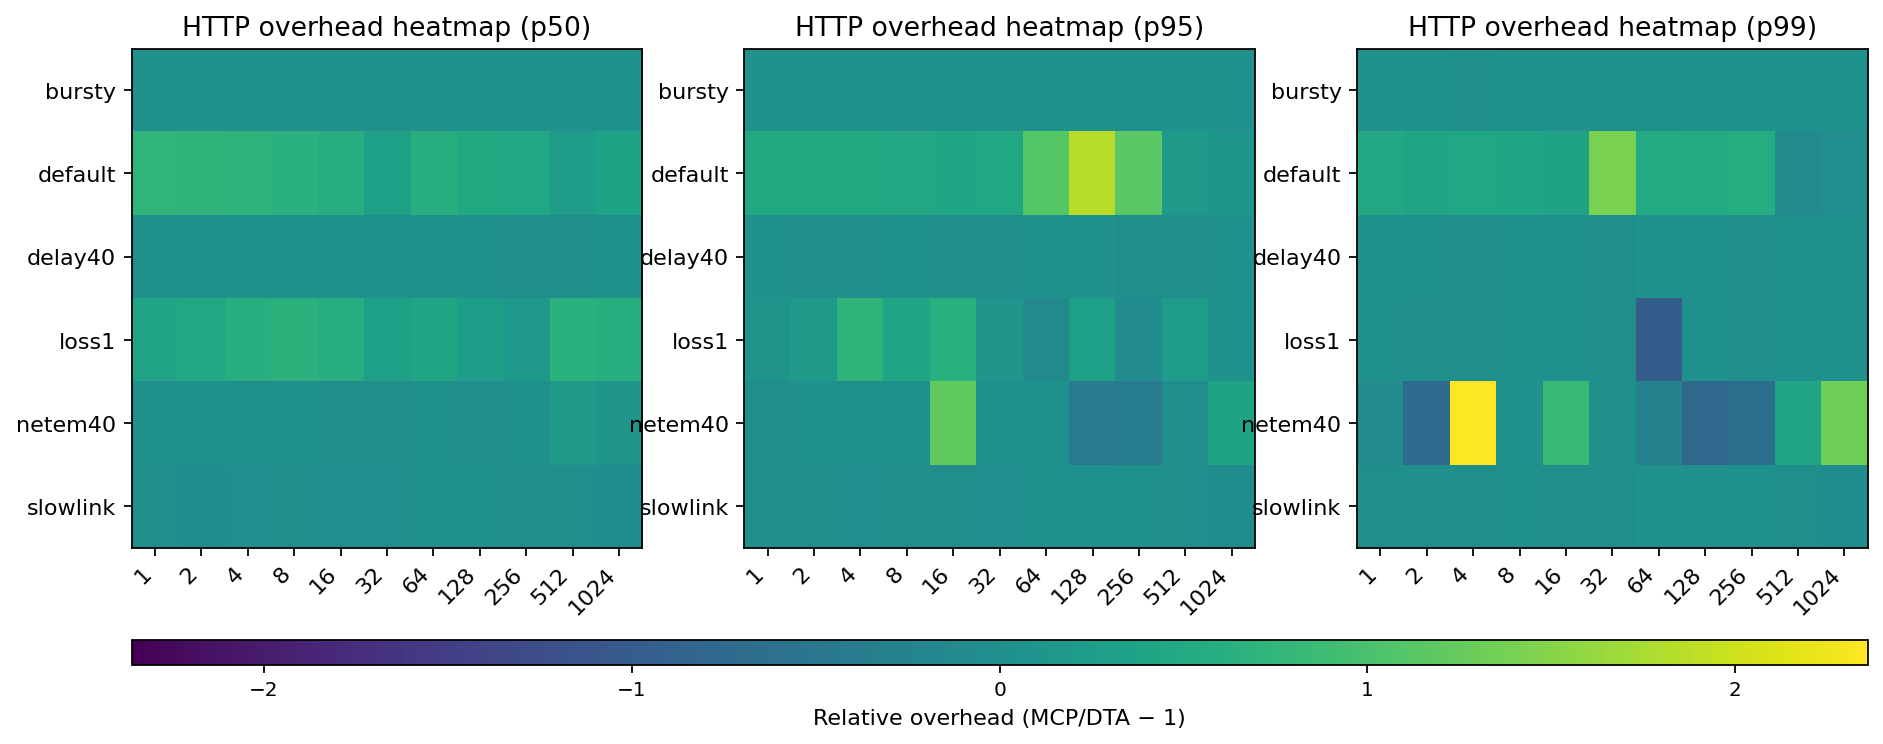 HTTP overhead heatmap (p50)
bursty
default
delay40
loss1
netem40
slowlink
1 2 4 8 16 32 64 128 256 512 1024
HTTP overhead heatmap (p95)
bursty
default
delay40
loss1
netem40
slowlink
1 2 4 8 16 32 64 128 256 512 1024
HTTP overhead heatmap (p99)
bursty
default
delay40
loss1
netem40
slowlink
1 2 4 8 16 32 64 128 256 512 1024
−2 −1 0 1 2
Relative overhead (MCP/DTA − 1)